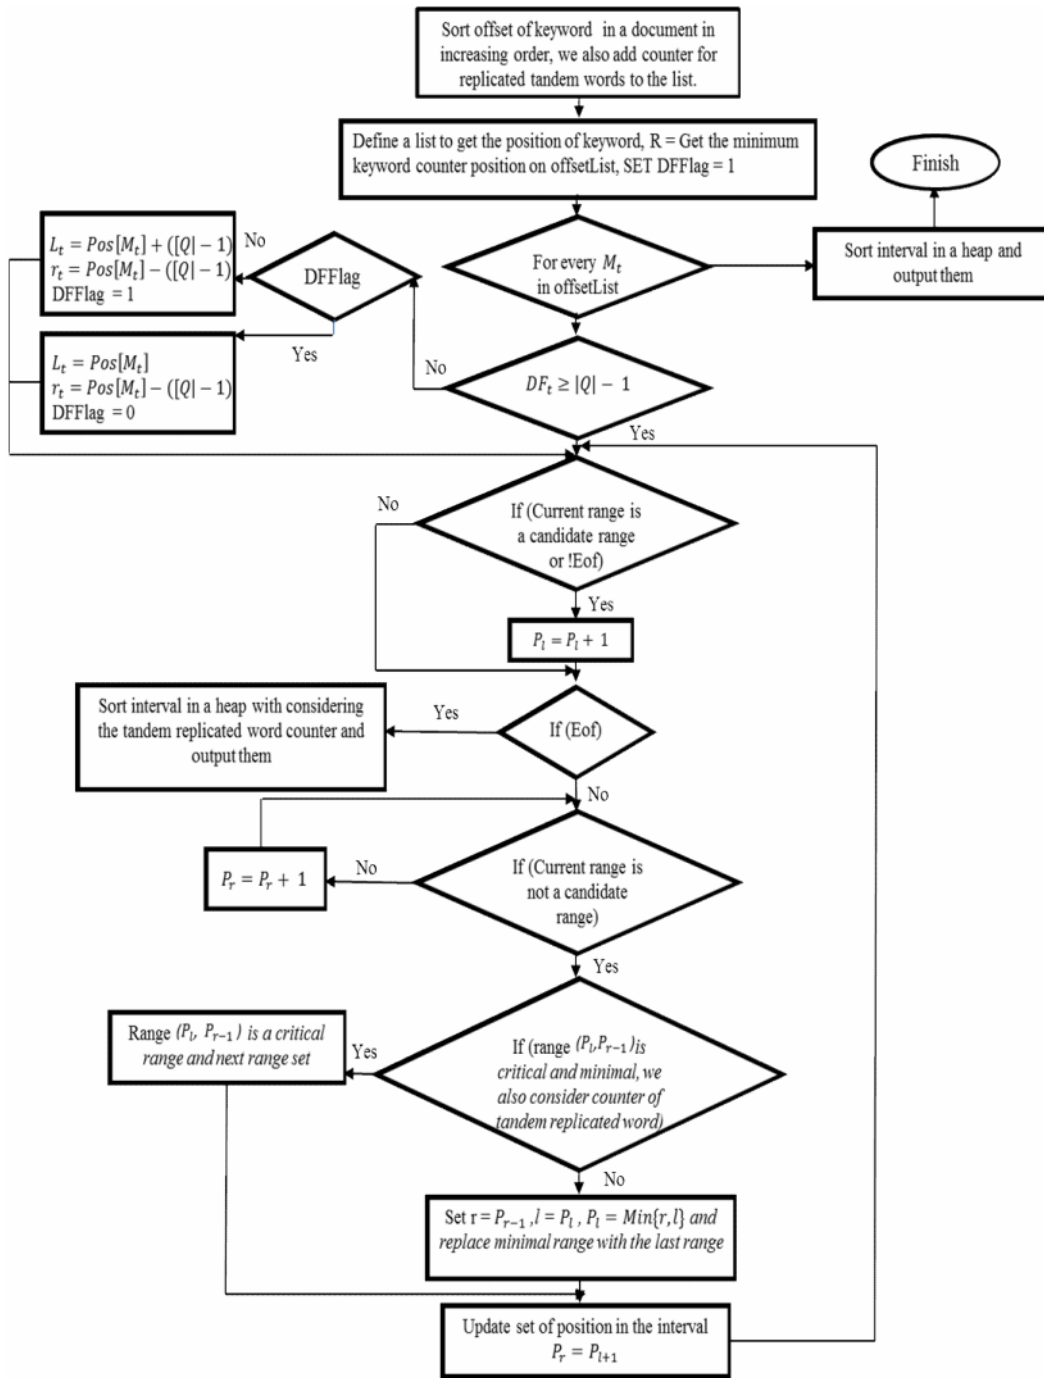 Sort offset of keyword in a document in
increasing order, we also add counter for
replicated tandem words to the list.
Define a list to get the position of keyword, R = Get the minimum
keyword counter position on offsetList, SET DFFlag = 1
Finish
Sort interval in a heap and
output them
For every M_t
in offsetList
DFFlag
No
L_t = Pos[M_t] + ([Q| − 1)
r_t = Pos[M_t] − ([Q| − 1)
DFFlag = 1
Yes
L_t = Pos[M_t]
r_t = Pos[M_t] − ([Q| − 1)
DFFlag = 0
No
DF_t ≥ |Q| − 1
Yes
No
If (Current range is
a candidate range
or !Eof)
Yes
P_l = P_l + 1
Sort interval in a heap with considering
the tandem replicated word counter and
output them
Yes
If (Eof)
No
P_r = P_r + 1
No
If (Current range is
not a candidate
range)
Yes
Range (P_l, P_{r−1}) is a critical
range and next range set
Yes
If (range (P_l,P_{r−1}) is
critical and minimal, we
also consider counter of
tandem replicated word)
No
Set r = P_{r−1} ,l = P_l , P_l = Min{r, l} and
replace minimal range with the last range
Update set of position in the interval
P_r = P_{l+1}